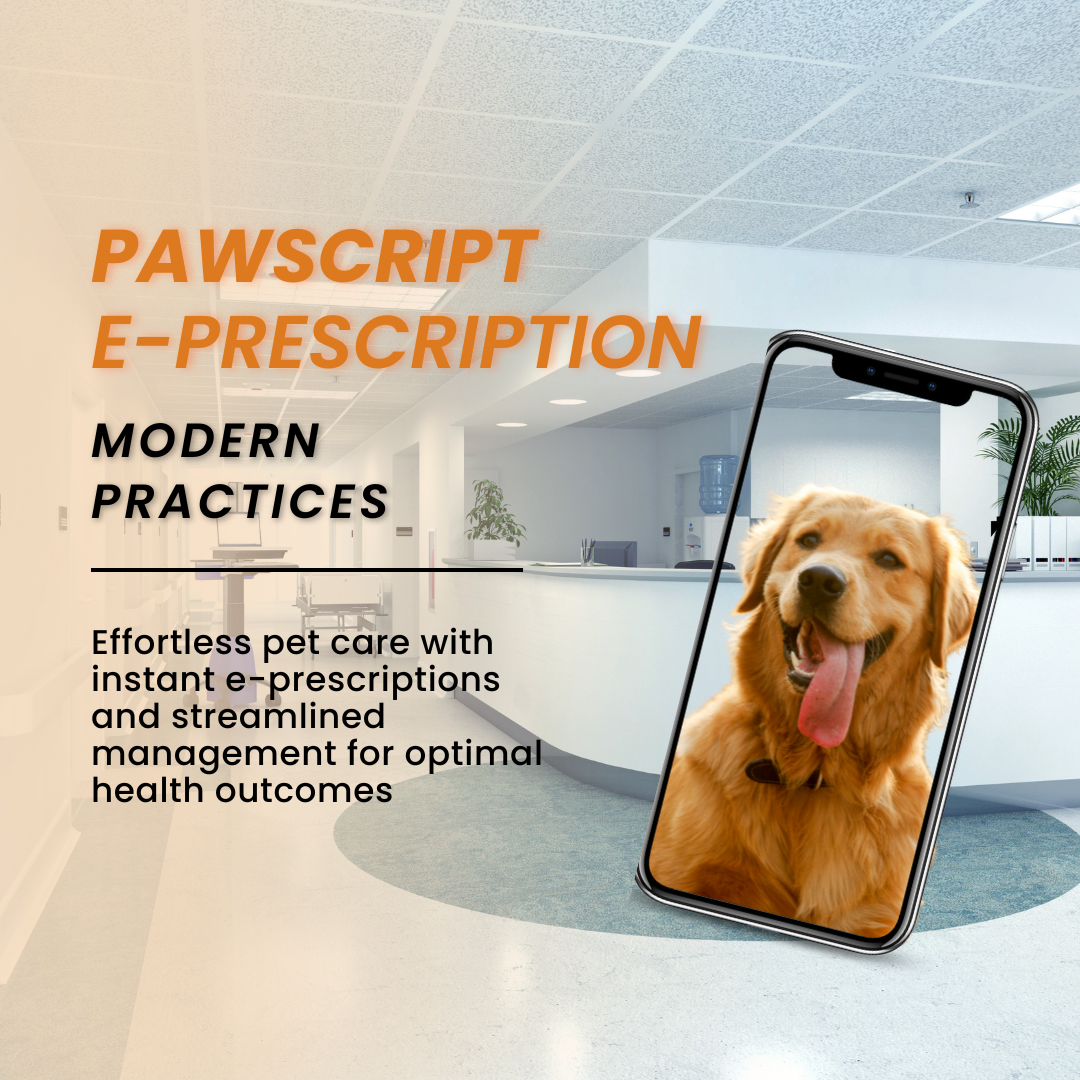 PAWSCRIPT
E-PRESCRIPTION
MODERN
PRACTICES
Effortless pet care with
instant e-prescriptions
and streamlined
management for optimal
health outcomes